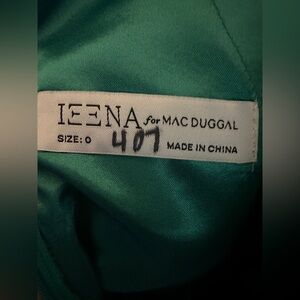 IEENA for MAC DUGGAL
SIZE: 0 407 MADE IN CHINA